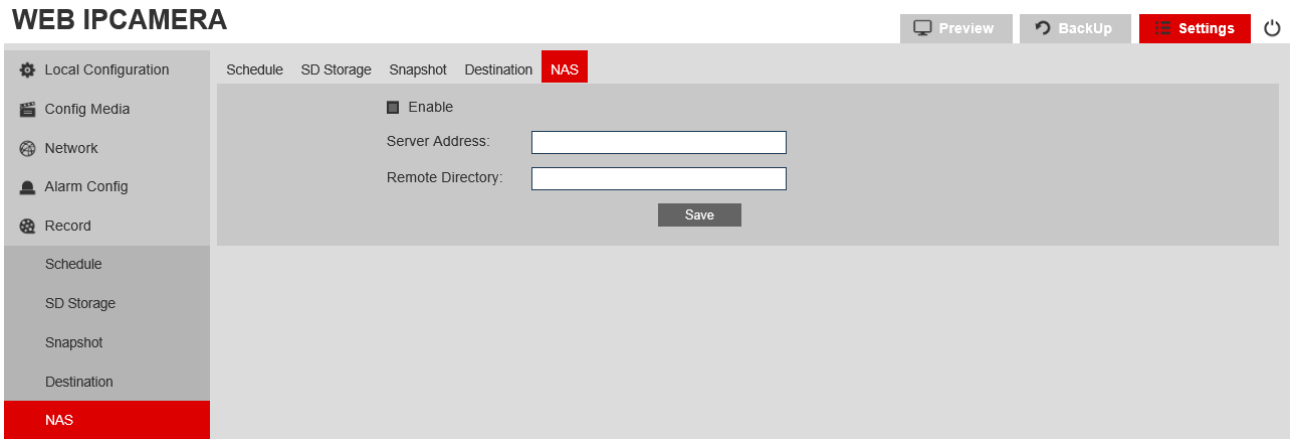 WEB IPCAMERA
Preview
BackUp
Settings
Local Configuration
Config Media
Network
Alarm Config
Record
Schedule
SD Storage
Snapshot
Destination
NAS
Schedule SD Storage Snapshot Destination NAS
Enable
Server Address:
Remote Directory:
Save